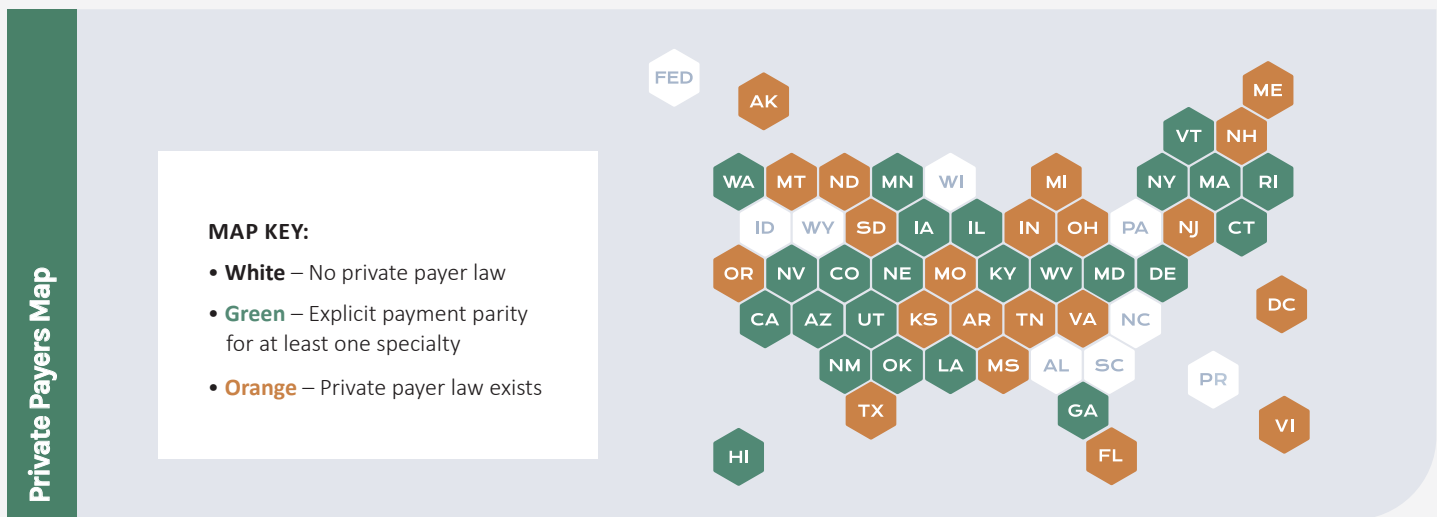 Private Payers Map
MAP KEY:
• White – No private payer law
• Green – Explicit payment parity
for at least one specialty
• Orange – Private payer law exists
FED
AK
ME
VT NH
WA MT ND MN WI MI NY MA RI
ID WY SD IA IL IN OH PA NJ CT
OR NV CO NE MO KY WV MD DE
DC
CA AZ UT KS AR TN VA NC
NM OK LA MS AL SC
PR
TX GA
VI
HI FL